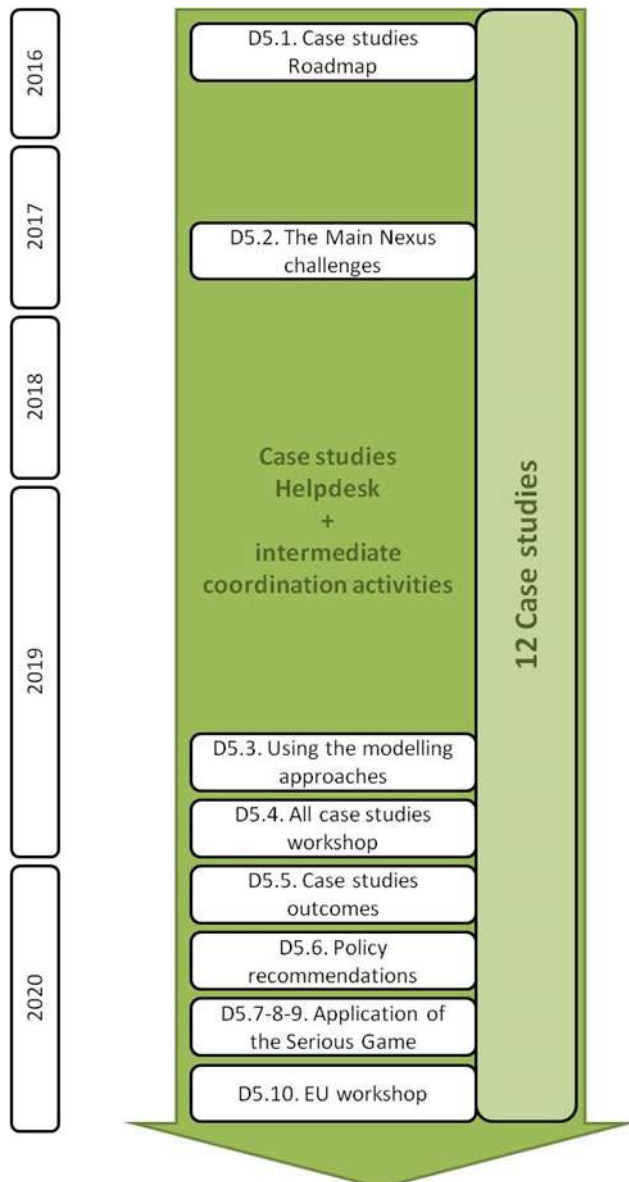 2016
2017
2018
2019
2020
D5.1. Case studies
Roadmap
D5.2. The Main Nexus
challenges
Case studies
Helpdesk
+
intermediate
coordination activities
D5.3. Using the modelling
approaches
D5.4. All case studies
workshop
D5.5. Case studies
outcomes
D5.6. Policy
recommendations
D5.7-8-9. Application of
the Serious Game
D5.10. EU workshop
12 Case studies